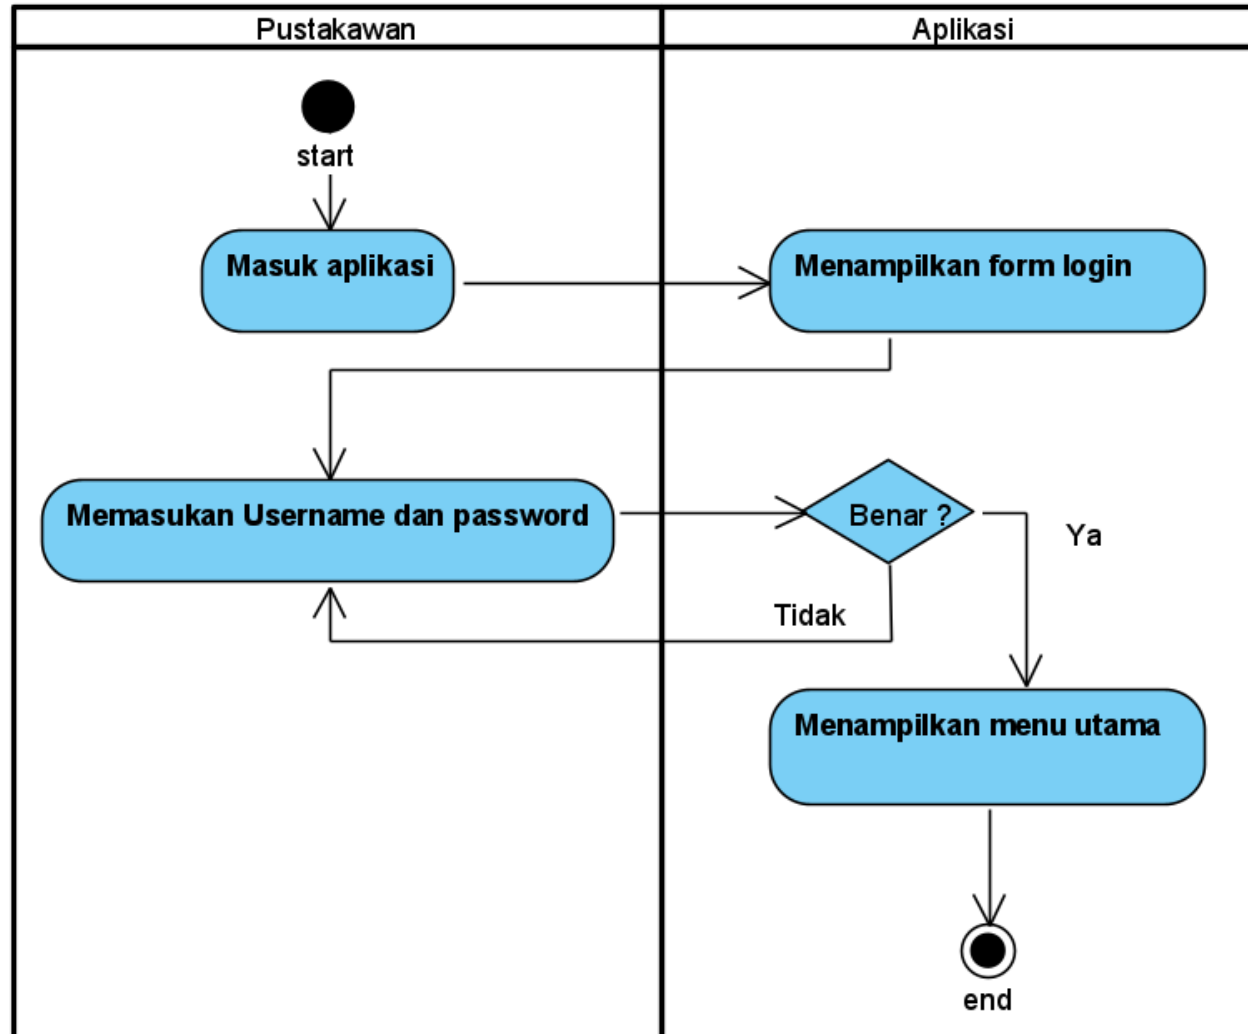 Pustakawan
Aplikasi
start
Masuk aplikasi
Menampilkan form login
Memasukan Username dan password
Benar ?
Ya
Tidak
Menampilkan menu utama
end